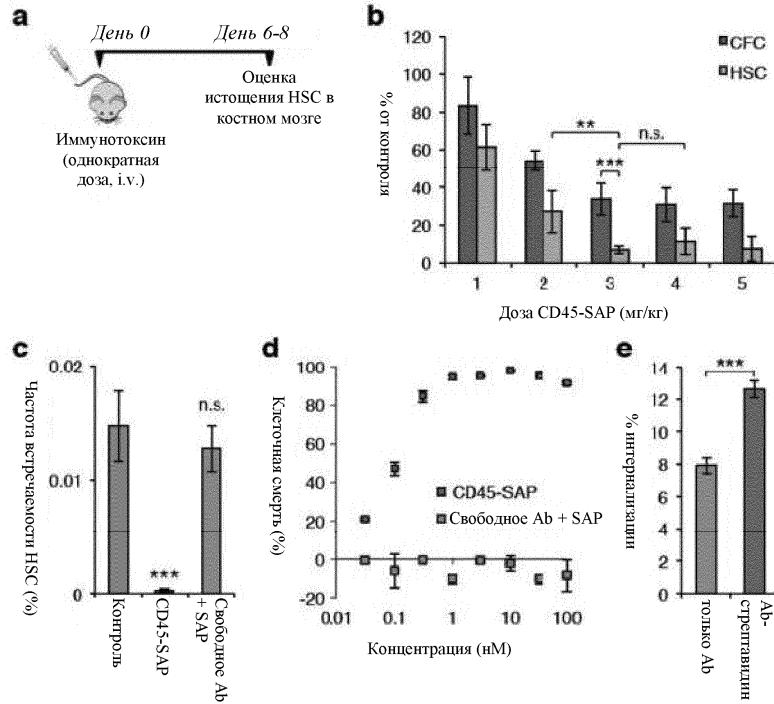 a
День 0
День 6-8
Оценка
истощения HSC в
костном мозге
Иммунотоксин
(однократная
доза, i.v.)
b
CFC
HSC
% от контроля
120
100
80
60
40
20
0
**
***
n.s.
1 2 3 4 5
Доза CD45-SAP (мг/кг)
c
Частота встречаемости HSC (%)
0.02
0.01
0
***
n.s.
Контроль
CD45-SAP
Свободное Ab
+ SAP
d
Клеточная смерть (%)
100
80
60
40
20
0
-20
CD45-SAP
Свободное Ab + SAP
0.01 0.1 1 10 100
Концентрация (нМ)
e
% интернализации
14
12
10
8
6
4
2
0
***
только Ab
Ab-
стрептавидин